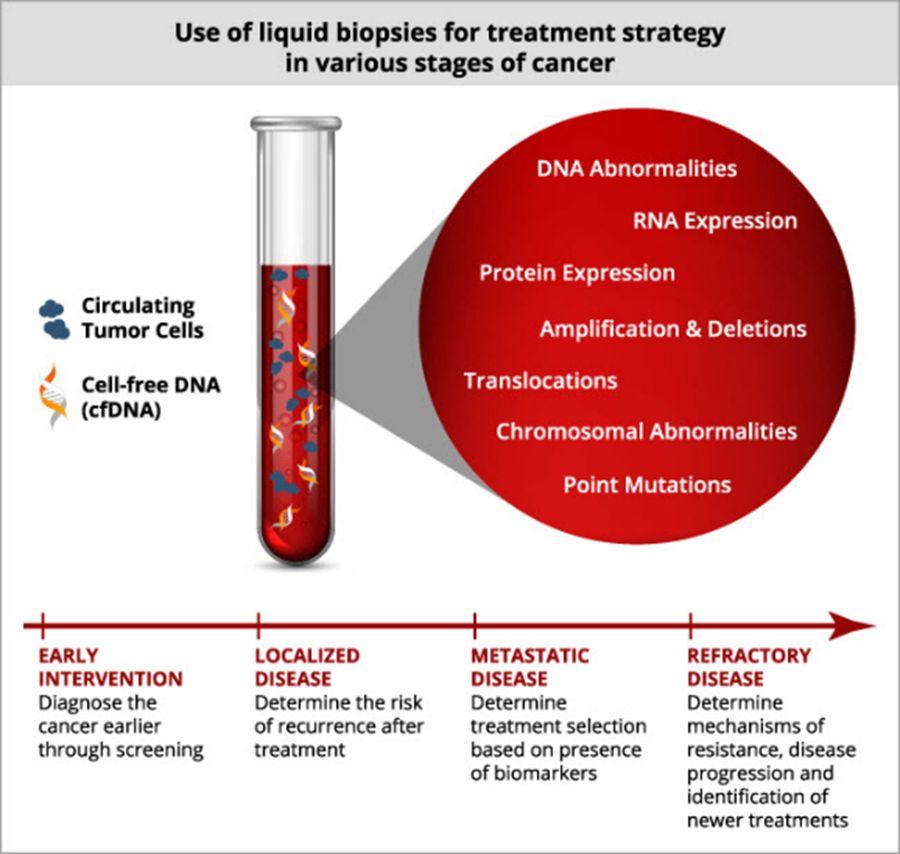 Use of liquid biopsies for treatment strategy
in various stages of cancer
Circulating
Tumor Cells
Cell-free DNA
(cfDNA)
DNA Abnormalities
RNA Expression
Protein Expression
Amplification & Deletions
Translocations
Chromosomal Abnormalities
Point Mutations
EARLY
INTERVENTION
Diagnose the
cancer earlier
through screening
LOCALIZED
DISEASE
Determine the risk
of recurrence after
treatment
METASTATIC
DISEASE
Determine
treatment selection
based on presence
of biomarkers
REFRACTORY
DISEASE
Determine
mechanisms of
resistance, disease
progression and
identification of
newer treatments